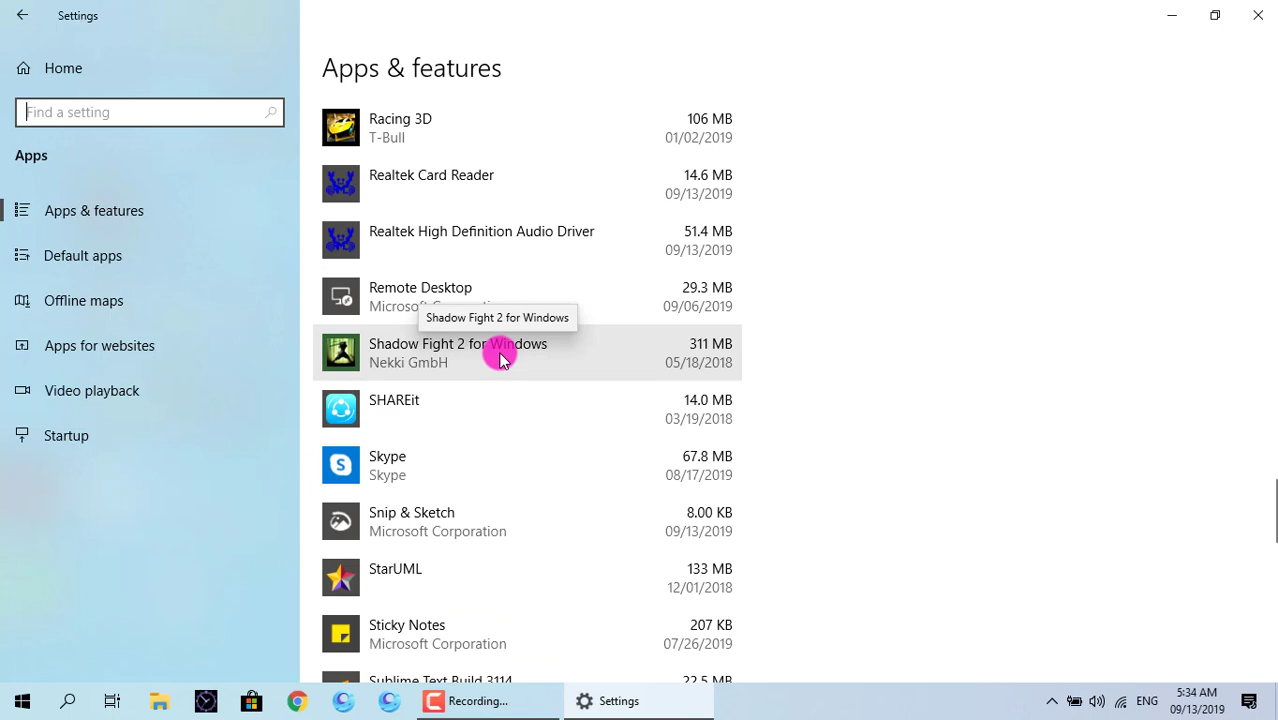 Settings
Home
Find a setting
Apps
Apps & features
Default apps
Offline maps
Apps for websites
Video playback
Startup
Apps & features
Racing 3D 106 MB
T-Bull 01/02/2019
Realtek Card Reader 14.6 MB
09/13/2019
Realtek High Definition Audio Driver 51.4 MB
09/13/2019
Remote Desktop 29.3 MB
Microsoft 09/06/2019
Shadow Fight 2 for Windows
Shadow Fight 2 for Windows 311 MB
Nekki GmbH 05/18/2018
SHAREit 14.0 MB
03/19/2018
Skype 67.8 MB
Skype 08/17/2019
Snip & Sketch 8.00 KB
Microsoft Corporation 09/13/2019
StarUML 133 MB
12/01/2018
Sticky Notes 207 KB
Microsoft Corporation 07/26/2019
Sublime Text Build 3114 22.5 MB
Recording...
Settings
ENG
5:34 AM
09/13/2019